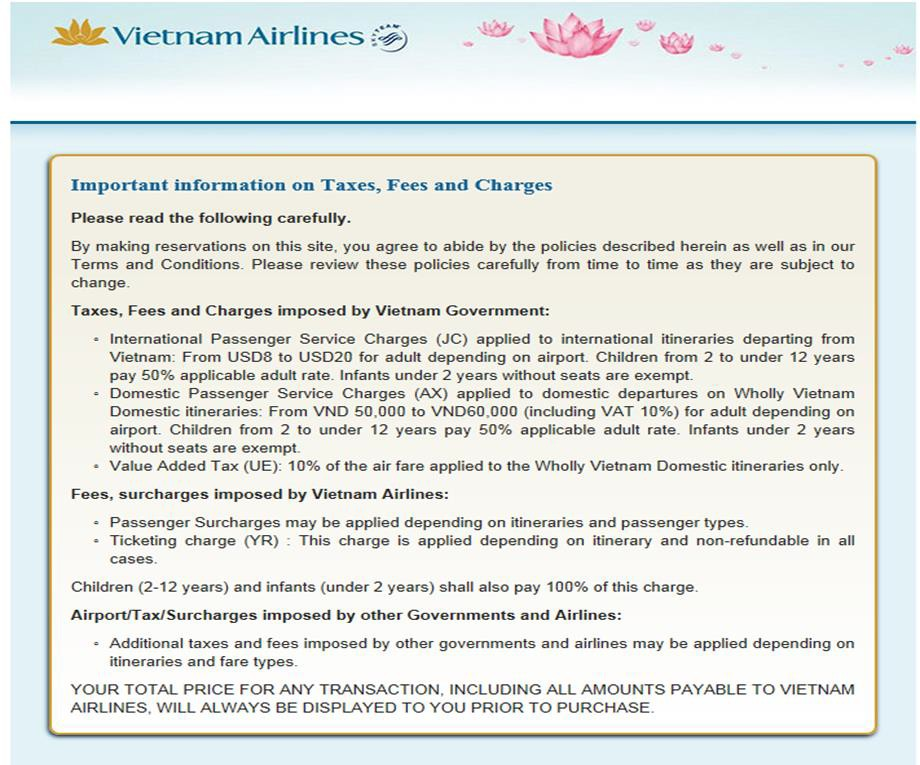 Vietnam Airlines SKYTEAM
Important information on Taxes, Fees and Charges
Please read the following carefully.
By making reservations on this site, you agree to abide by the policies described herein as well as in our
Terms and Conditions. Please review these policies carefully from time to time as they are subject to
change.
Taxes, Fees and Charges imposed by Vietnam Government:
◦ International Passenger Service Charges (JC) applied to international itineraries departing from
Vietnam: From USD8 to USD20 for adult depending on airport. Children from 2 to under 12 years
pay 50% applicable adult rate. Infants under 2 years without seats are exempt.
◦ Domestic Passenger Service Charges (AX) applied to domestic departures on Wholly Vietnam
Domestic itineraries: From VND 50,000 to VND60,000 (including VAT 10%) for adult depending on
airport. Children from 2 to under 12 years pay 50% applicable adult rate. Infants under 2 years
without seats are exempt.
◦ Value Added Tax (UE): 10% of the air fare applied to the Wholly Vietnam Domestic itineraries only.
Fees, surcharges imposed by Vietnam Airlines:
◦ Passenger Surcharges may be applied depending on itineraries and passenger types.
◦ Ticketing charge (YR) : This charge is applied depending on itinerary and non-refundable in all
cases.
Children (2-12 years) and infants (under 2 years) shall also pay 100% of this charge.
Airport/Tax/Surcharges imposed by other Governments and Airlines:
◦ Additional taxes and fees imposed by other governments and airlines may be applied depending on
itineraries and fare types.
YOUR TOTAL PRICE FOR ANY TRANSACTION, INCLUDING ALL AMOUNTS PAYABLE TO VIETNAM
AIRLINES, WILL ALWAYS BE DISPLAYED TO YOU PRIOR TO PURCHASE.